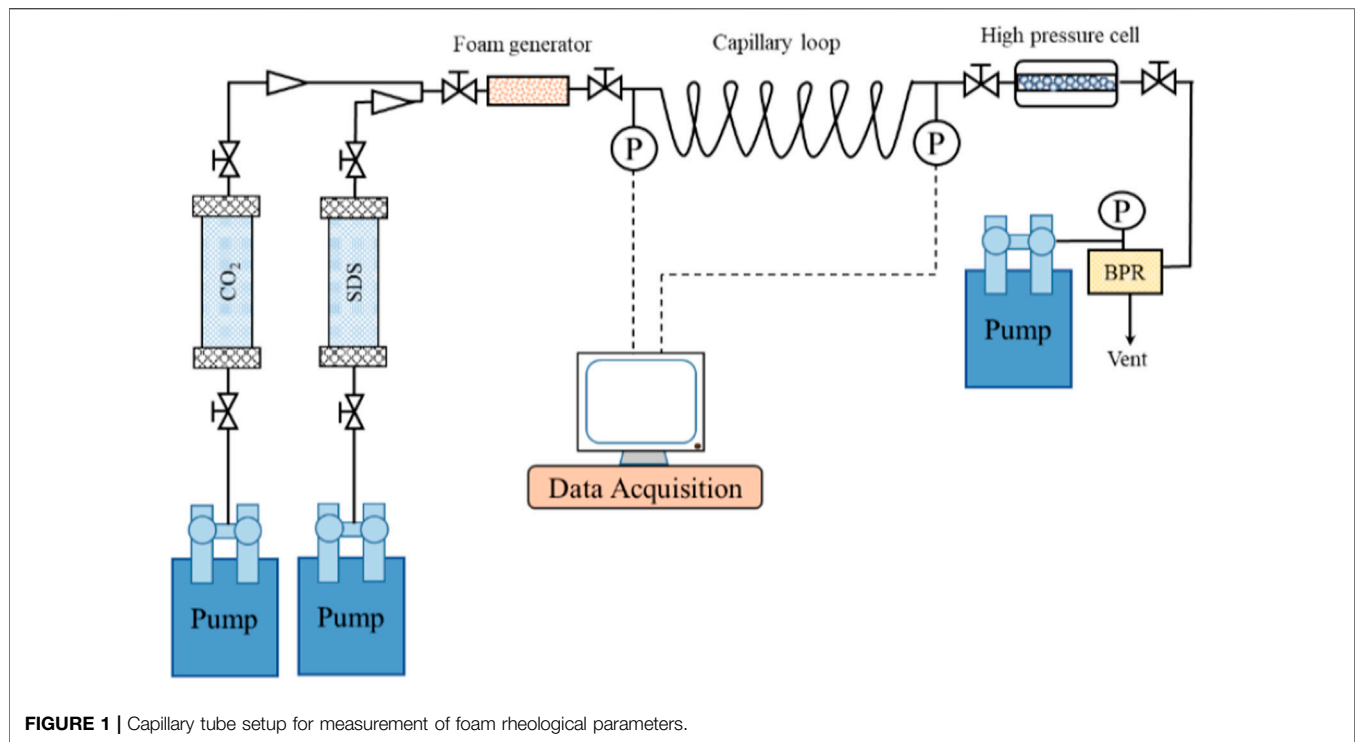 Foam generator
Capillary loop
High pressure cell
P
P
P
CO₂
SDS
BPR
Pump
Vent
Data Acquisition
Pump
Pump
FIGURE 1 | Capillary tube setup for measurement of foam rheological parameters.